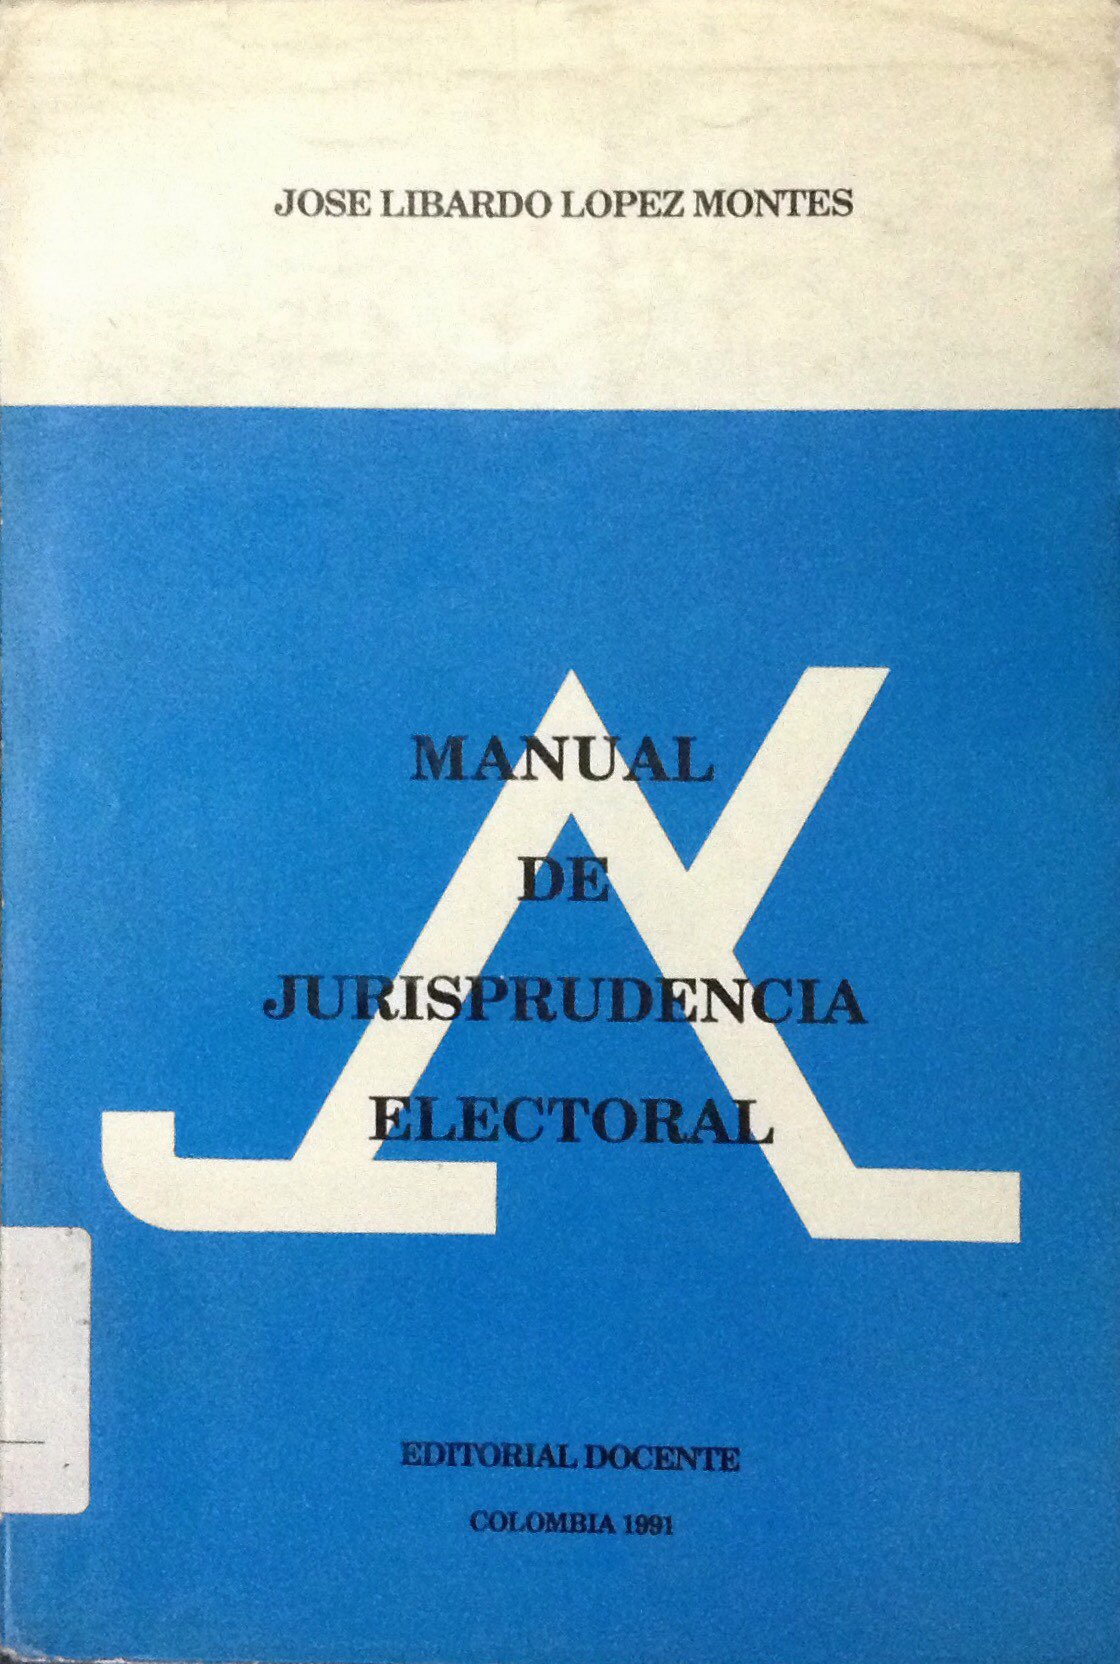 JOSE LIBARDO LOPEZ MONTES
MANUAL
DE
JURISPRUDENCIA
ELECTORAL
EDITORIAL DOCENTE
COLOMBIA 1991